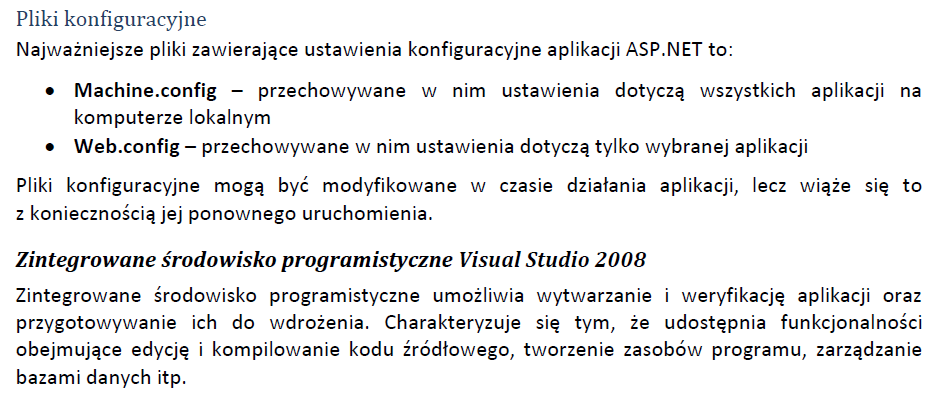 Pliki konfiguracyjne
Najważniejsze pliki zawierające ustawienia konfiguracyjne aplikacji ASP.NET to:
• Machine.config – przechowywane w nim ustawienia dotyczą wszystkich aplikacji na
komputerze lokalnym
• Web.config – przechowywane w nim ustawienia dotyczą tylko wybranej aplikacji
Pliki konfiguracyjne mogą być modyfikowane w czasie działania aplikacji, lecz wiąże się to
z koniecznością jej ponownego uruchomienia.
Zintegrowane środowisko programistyczne Visual Studio 2008
Zintegrowane środowisko programistyczne umożliwia wytwarzanie i weryfikację aplikacji oraz
przygotowywanie ich do wdrożenia. Charakteryzuje się tym, że udostępnia funkcjonalności
obejmujące edycję i kompilowanie kodu źródłowego, tworzenie zasobów programu, zarządzanie
bazami danych itp.